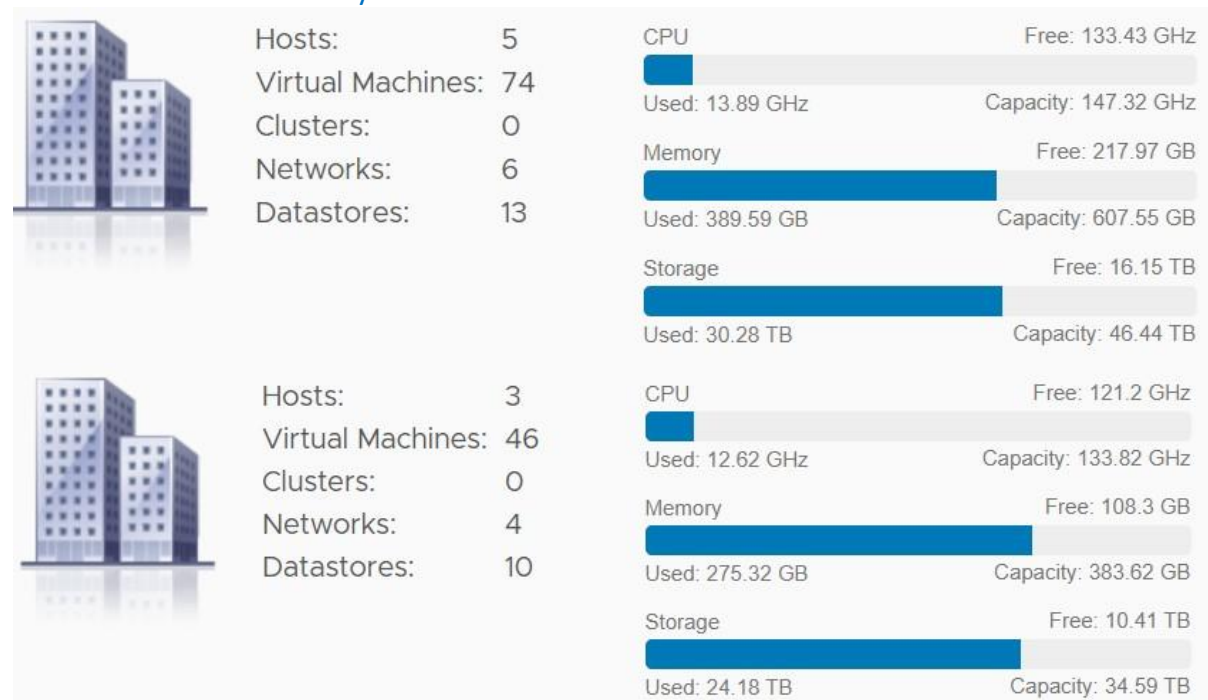 Hosts: 5
Virtual Machines: 74
Clusters: 0
Networks: 6
Datastores: 13
CPU Free: 133.43 GHz
Used: 13.89 GHz Capacity: 147.32 GHz
Memory Free: 217.97 GB
Used: 389.59 GB Capacity: 607.55 GB
Storage Free: 16.15 TB
Used: 30.28 TB Capacity: 46.44 TB
Hosts: 3
Virtual Machines: 46
Clusters: 0
Networks: 4
Datastores: 10
CPU Free: 121.2 GHz
Used: 12.62 GHz Capacity: 133.82 GHz
Memory Free: 108.3 GB
Used: 275.32 GB Capacity: 383.62 GB
Storage Free: 10.41 TB
Used: 24.18 TB Capacity: 34.59 TB